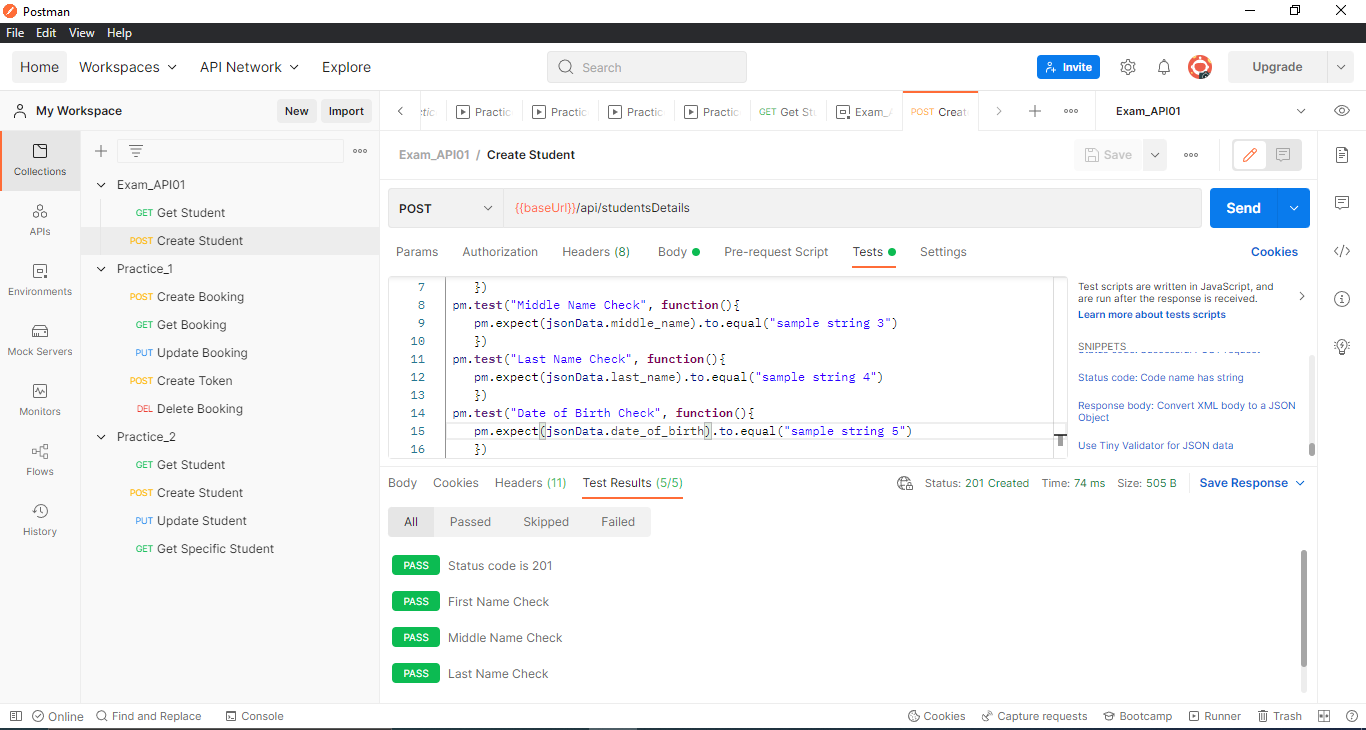 Postman
File Edit View Help
Home Workspaces API Network Explore Search Invite Upgrade
My Workspace New Import
Practic Practic Practic Practic GET Get St Exam_A POST Creat Exam_API01
Collections
APIs
Environments
Mock Servers
Monitors
Flows
History
Exam_API01
GET Get Student
POST Create Student
Practice_1
POST Create Booking
GET Get Booking
PUT Update Booking
POST Create Token
DEL Delete Booking
Practice_2
GET Get Student
POST Create Student
PUT Update Student
GET Get Specific Student
Exam_API01 / Create Student Save
POST {{baseUrl}}/api/studentsDetails Send
Params Authorization Headers (8) Body Pre-request Script Tests Settings Cookies
7 })
8 pm.test("Middle Name Check", function(){
9 pm.expect(jsonData.middle_name).to.equal("sample string 3")
10 })
11 pm.test("Last Name Check", function(){
12 pm.expect(jsonData.last_name).to.equal("sample string 4")
13 })
14 pm.test("Date of Birth Check", function(){
15 pm.expect(jsonData.date_of_birth).to.equal("sample string 5")
16 })
Test scripts are written in JavaScript, and
are run after the response is received.
Learn more about tests scripts
SNIPPETS
Status code: Code name has string
Response body: Convert XML body to a JSON
Object
Use Tiny Validator for JSON data
Body Cookies Headers (11) Test Results (5/5) Status: 201 Created Time: 74 ms Size: 505 B Save Response
All Passed Skipped Failed
PASS Status code is 201
PASS First Name Check
PASS Middle Name Check
PASS Last Name Check
Online Find and Replace Console Cookies Capture requests Bootcamp Runner Trash